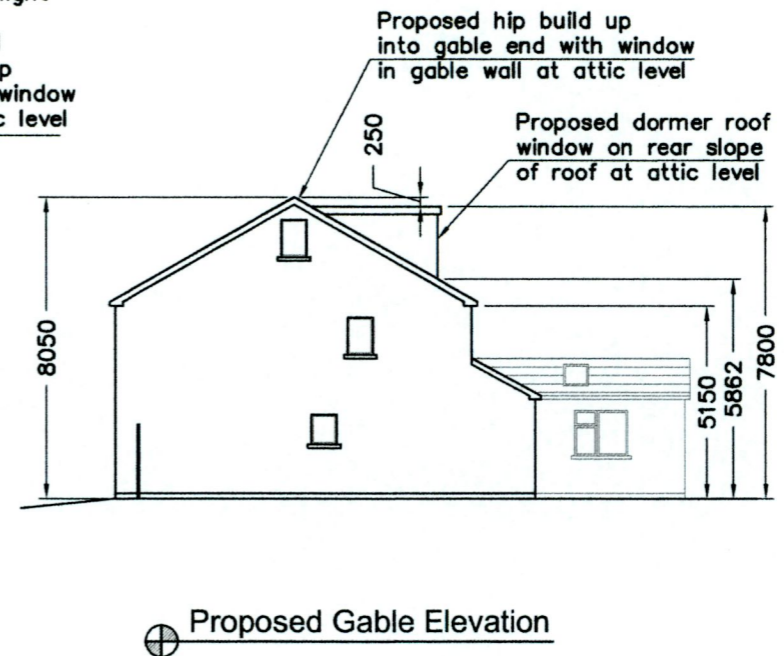 window
level
Proposed hip build up
into gable end with window
in gable wall at attic level
250
Proposed dormer roof
window on rear slope
of roof at attic level
8050
5150
5862
7800
Proposed Gable Elevation